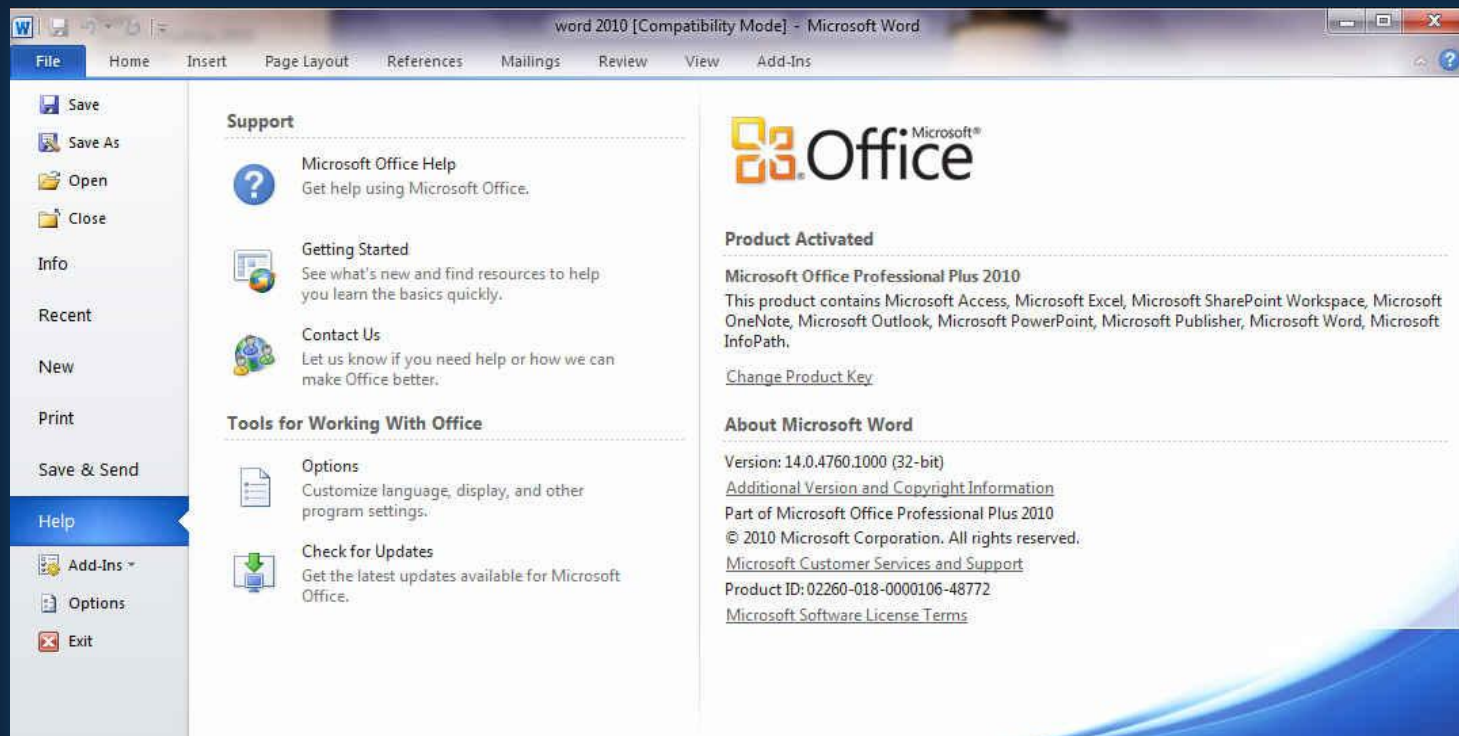 word 2010 [Compatibility Mode] - Microsoft Word
File Home Insert Page Layout References Mailings Review View Add-Ins
Save
Save As
Open
Close
Info
Recent
New
Print
Save & Send
Help
Add-Ins
Options
Exit
Support
Microsoft Office Help
Get help using Microsoft Office.
Getting Started
See what's new and find resources to help
you learn the basics quickly.
Contact Us
Let us know if you need help or how we can
make Office better.
Tools for Working With Office
Options
Customize language, display, and other
program settings.
Check for Updates
Get the latest updates available for Microsoft
Office.
Microsoft®
Office
Product Activated
Microsoft Office Professional Plus 2010
This product contains Microsoft Access, Microsoft Excel, Microsoft SharePoint Workspace, Microsoft
OneNote, Microsoft Outlook, Microsoft PowerPoint, Microsoft Publisher, Microsoft Word, Microsoft
InfoPath.
Change Product Key
About Microsoft Word
Version: 14.0.4760.1000 (32-bit)
Additional Version and Copyright Information
Part of Microsoft Office Professional Plus 2010
© 2010 Microsoft Corporation. All rights reserved.
Microsoft Customer Services and Support
Product ID: 02260-018-0000106-48772
Microsoft Software License Terms